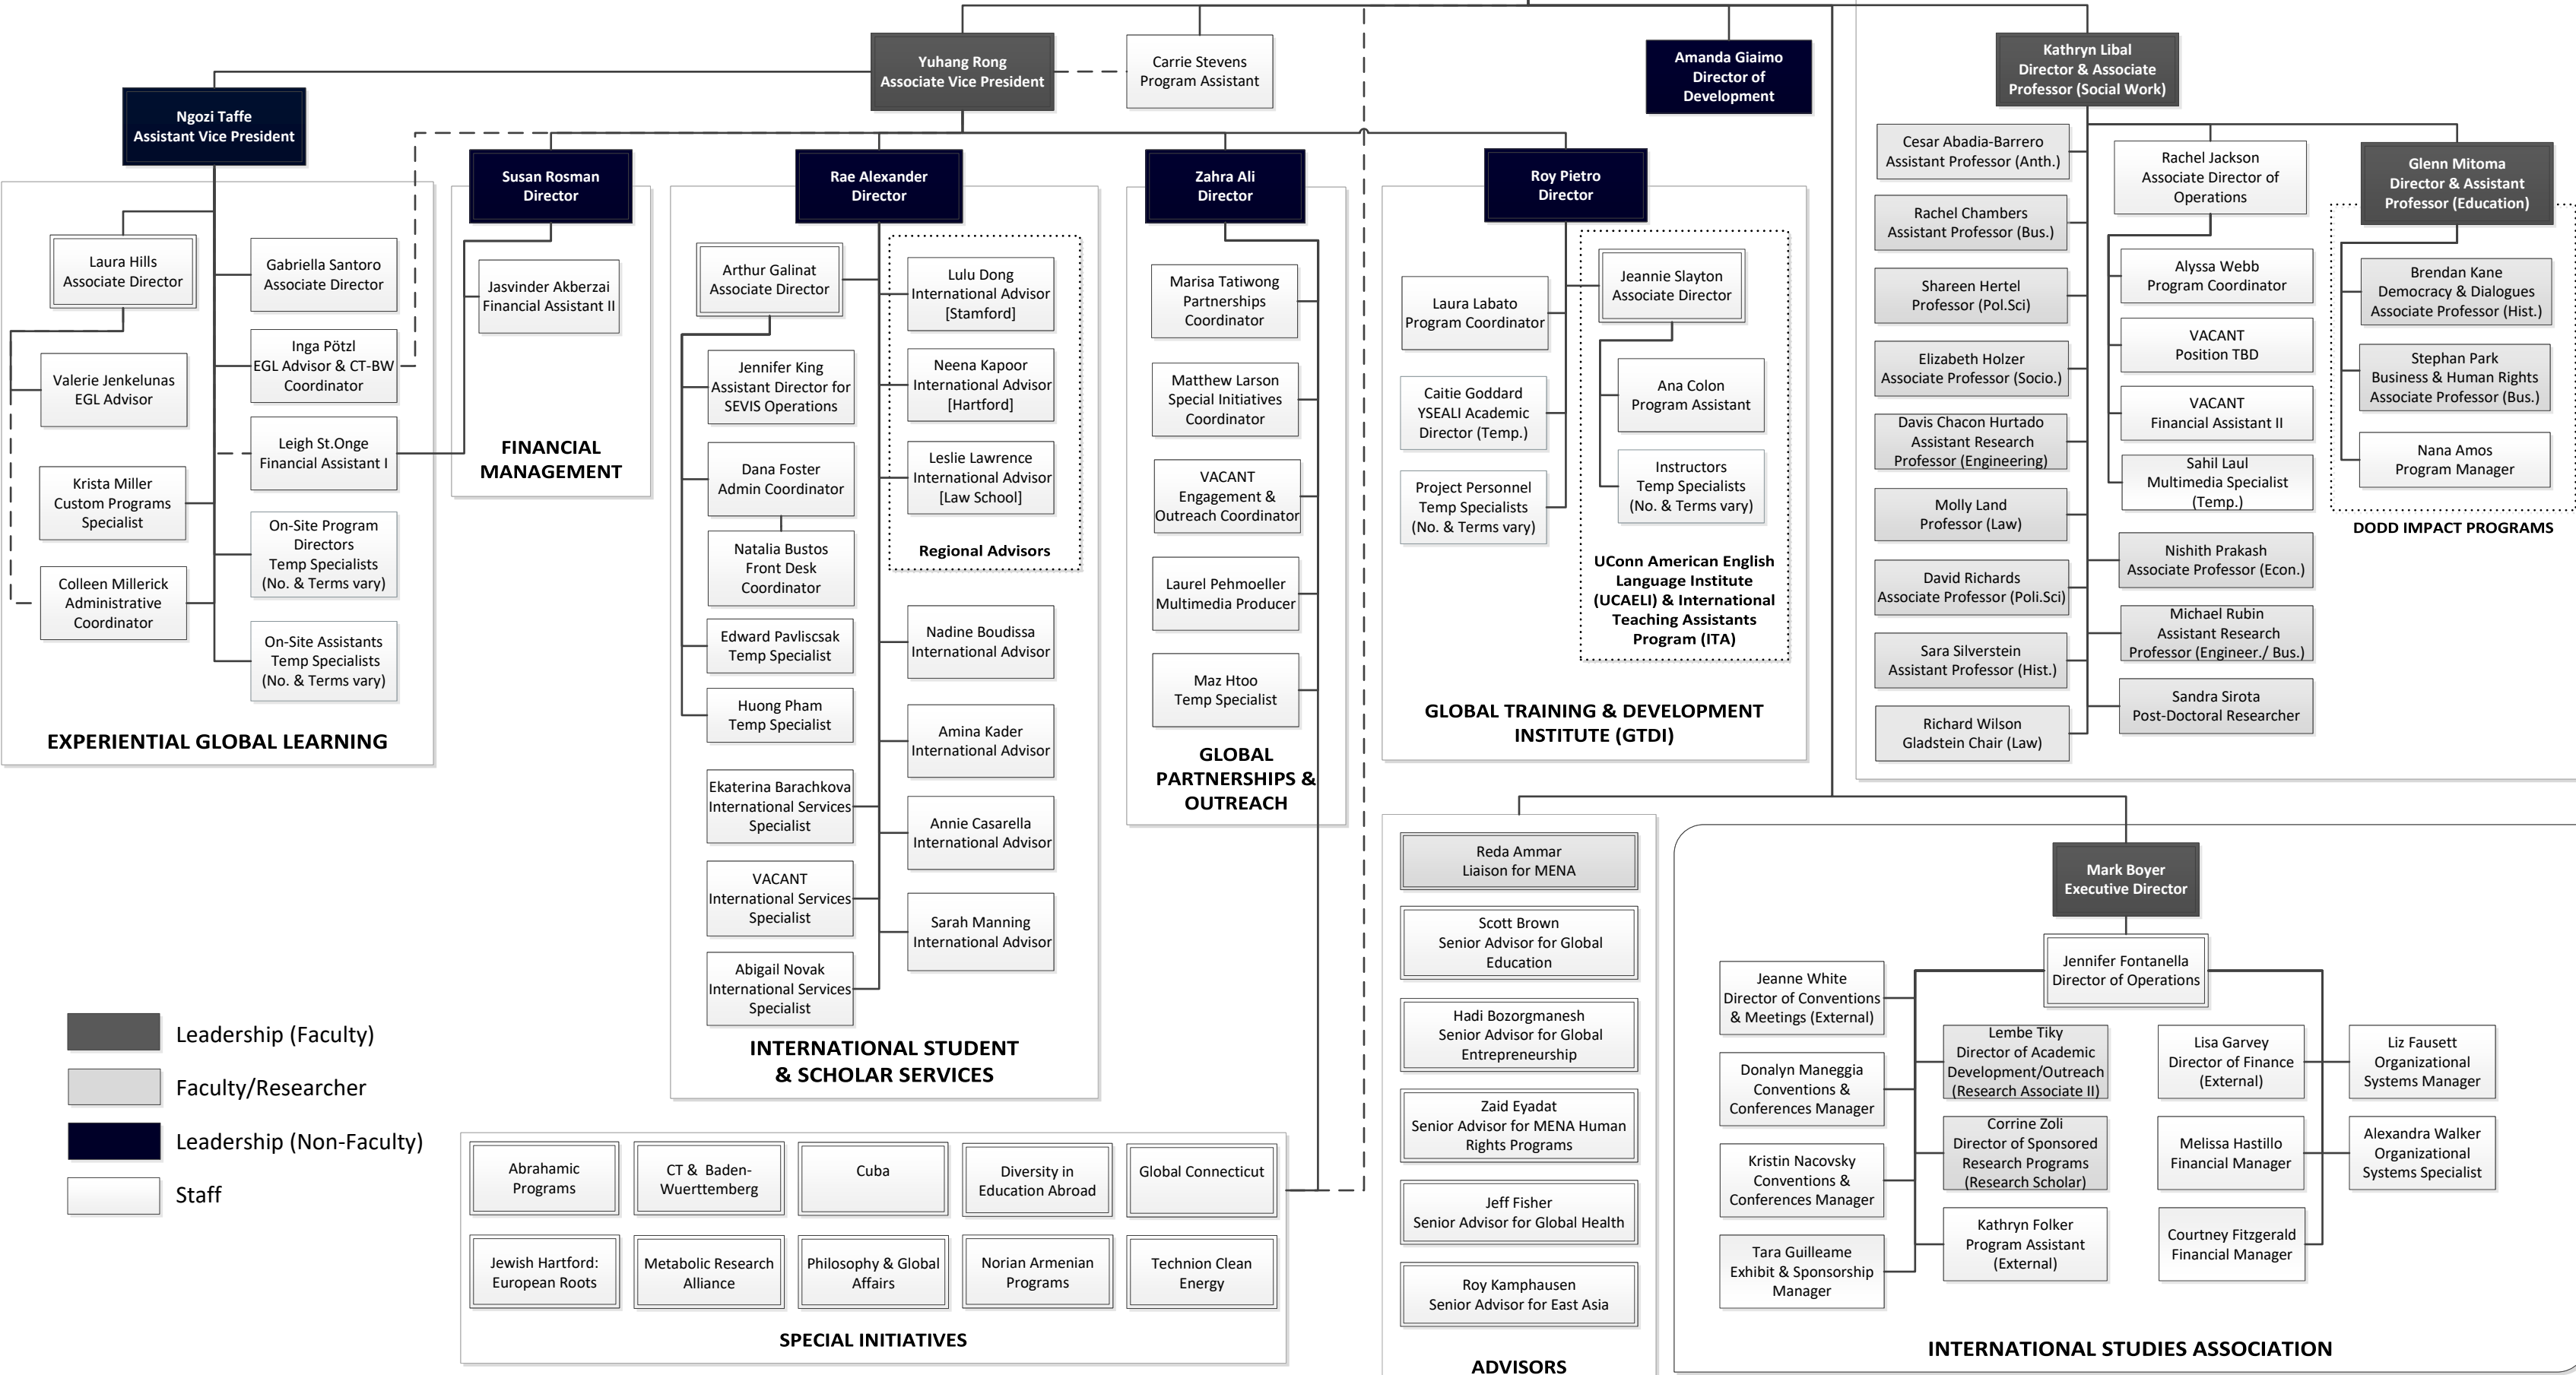 Yuhang Rong
Associate Vice President
Carrie Stevens
Program Assistant
Amanda Giaimo
Director of
Development
Kathryn Libal
Director & Associate
Professor (Social Work)
Ngozi Taffe
Assistant Vice President
Laura Hills
Associate Director
Gabriella Santoro
Associate Director
Valerie Jenkelunas
EGL Advisor
Inga Pötzl
EGL Advisor & CT-BW
Coordinator
Leigh St.Onge
Financial Assistant I
Krista Miller
Custom Programs
Specialist
On-Site Program
Directors
Temp Specialists
(No. & Terms vary)
Colleen Millerick
Administrative
Coordinator
On-Site Assistants
Temp Specialists
(No. & Terms vary)
EXPERIENTIAL GLOBAL LEARNING
Susan Rosman
Director
Jasvinder Akberzai
Financial Assistant II
FINANCIAL
MANAGEMENT
Rae Alexander
Director
Arthur Galinat
Associate Director
Jennifer King
Assistant Director for
SEVIS Operations
Dana Foster
Admin Coordinator
Natalia Bustos
Front Desk
Coordinator
Edward Pavliscsak
Temp Specialist
Huong Pham
Temp Specialist
Ekaterina Barachkova
International Services
Specialist
VACANT
International Services
Specialist
Abigail Novak
International Services
Specialist
Lulu Dong
International Advisor
[Stamford]
Neena Kapoor
International Advisor
[Hartford]
Leslie Lawrence
International Advisor
[Law School]
Regional Advisors
Nadine Boudissa
International Advisor
Amina Kader
International Advisor
Annie Casarella
International Advisor
Sarah Manning
International Advisor
INTERNATIONAL STUDENT
& SCHOLAR SERVICES
Zahra Ali
Director
Marisa Tatiwong
Partnerships
Coordinator
Matthew Larson
Special Initiatives
Coordinator
VACANT
Engagement &
Outreach Coordinator
Laurel Pehmoeller
Multimedia Producer
Maz Htoo
Temp Specialist
GLOBAL
PARTNERSHIPS &
OUTREACH
Roy Pietro
Director
Laura Labato
Program Coordinator
Caitie Goddard
YSEALI Academic
Director (Temp.)
Project Personnel
Temp Specialists
(No. & Terms vary)
Jeannie Slayton
Associate Director
Ana Colon
Program Assistant
Instructors
Temp Specialists
(No. & Terms vary)
UConn American English
Language Institute
(UCAELI) & International
Teaching Assistants
Program (ITA)
GLOBAL TRAINING & DEVELOPMENT
INSTITUTE (GTDI)
Cesar Abadia-Barrero
Assistant Professor (Anth.)
Rachel Chambers
Assistant Professor (Bus.)
Shareen Hertel
Professor (Pol.Sci)
Elizabeth Holzer
Associate Professor (Socio.)
Davis Chacon Hurtado
Assistant Research
Professor (Engineering)
Molly Land
Professor (Law)
David Richards
Associate Professor (Poli.Sci)
Sara Silverstein
Assistant Professor (Hist.)
Richard Wilson
Gladstein Chair (Law)
Rachel Jackson
Associate Director of
Operations
Alyssa Webb
Program Coordinator
VACANT
Position TBD
VACANT
Financial Assistant II
Sahil Laul
Multimedia Specialist
(Temp.)
Nishith Prakash
Associate Professor (Econ.)
Michael Rubin
Assistant Research
Professor (Engineer./ Bus.)
Sandra Sirota
Post-Doctoral Researcher
Glenn Mitoma
Director & Assistant
Professor (Education)
Brendan Kane
Democracy & Dialogues
Associate Professor (Hist.)
Stephan Park
Business & Human Rights
Associate Professor (Bus.)
Nana Amos
Program Manager
DODD IMPACT PROGRAMS
Leadership (Faculty)
Faculty/Researcher
Leadership (Non-Faculty)
Staff
Abrahamic
Programs
CT &  Baden-
Wuerttemberg
Cuba
Diversity in
Education Abroad
Global Connecticut
Jewish Hartford:
European Roots
Metabolic Research
Alliance
Philosophy & Global
Affairs
Norian Armenian
Programs
Technion Clean
Energy
SPECIAL INITIATIVES
Reda Ammar
Liaison for MENA
Scott Brown
Senior Advisor for Global
Education
Hadi Bozorgmanesh
Senior Advisor for Global
Entrepreneurship
Zaid Eyadat
Senior Advisor for MENA Human
Rights Programs
Jeff Fisher
Senior Advisor for Global Health
Roy Kamphausen
Senior Advisor for East Asia
ADVISORS
Mark Boyer
Executive Director
Jennifer Fontanella
Director of Operations
Jeanne White
Director of Conventions
& Meetings (External)
Donalyn Maneggia
Conventions &
Conferences Manager
Kristin Nacovsky
Conventions &
Conferences Manager
Tara Guilleame
Exhibit & Sponsorship
Manager
Lembe Tiky
Director of Academic
Development/Outreach
(Research Associate II)
Corrine Zoli
Director of Sponsored
Research Programs
(Research Scholar)
Kathryn Folker
Program Assistant
(External)
Lisa Garvey
Director of Finance
(External)
Melissa Hastillo
Financial Manager
Courtney Fitzgerald
Financial Manager
Liz Fausett
Organizational
Systems Manager
Alexandra Walker
Organizational
Systems Specialist
INTERNATIONAL STUDIES ASSOCIATION